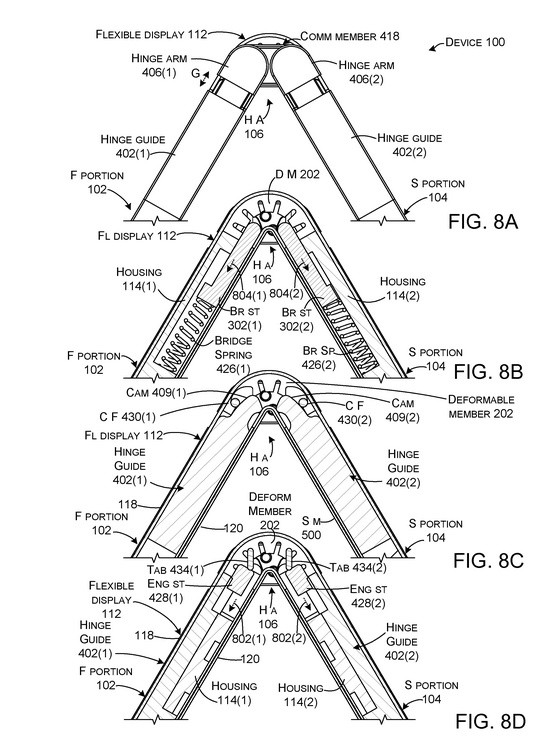 FLEXIBLE DISPLAY 112
COMM MEMBER 418
DEVICE 100
HINGE ARM
406(1)
HINGE ARM
406(2)
G
H A
106
HINGE GUIDE
402(1)
HINGE GUIDE
402(2)
F PORTION
102
S PORTION
104
FIG. 8A
D M 202
FL DISPLAY 112
HOUSING
114(1)
H A
106
804(1)
804(2)
HOUSING
114(2)
BR ST
302(1)
BR ST
302(2)
BRIDGE
SPRING
426(1)
BR SP
426(2)
F PORTION
102
S PORTION
104
FIG. 8B
CAM 409(1)
CAM
409(2)
DEFORMABLE
MEMBER 202
C F 430(1)
C F
430(2)
FL DISPLAY 112
HINGE
GUIDE
402(1)
H A
106
HINGE
GUIDE
402(2)
118
DEFORM
MEMBER
202
F PORTION
102
120
S M
500
S PORTION
104
FIG. 8C
TAB 434(1)
TAB 434(2)
ENG ST
428(1)
ENG ST
428(2)
FLEXIBLE
DISPLAY
112
H A
106
802(1)
802(2)
HINGE
GUIDE
402(1)
118
HINGE
GUIDE
402(2)
120
F PORTION
102
HOUSING
114(1)
HOUSING
114(2)
S PORTION
104
FIG. 8D